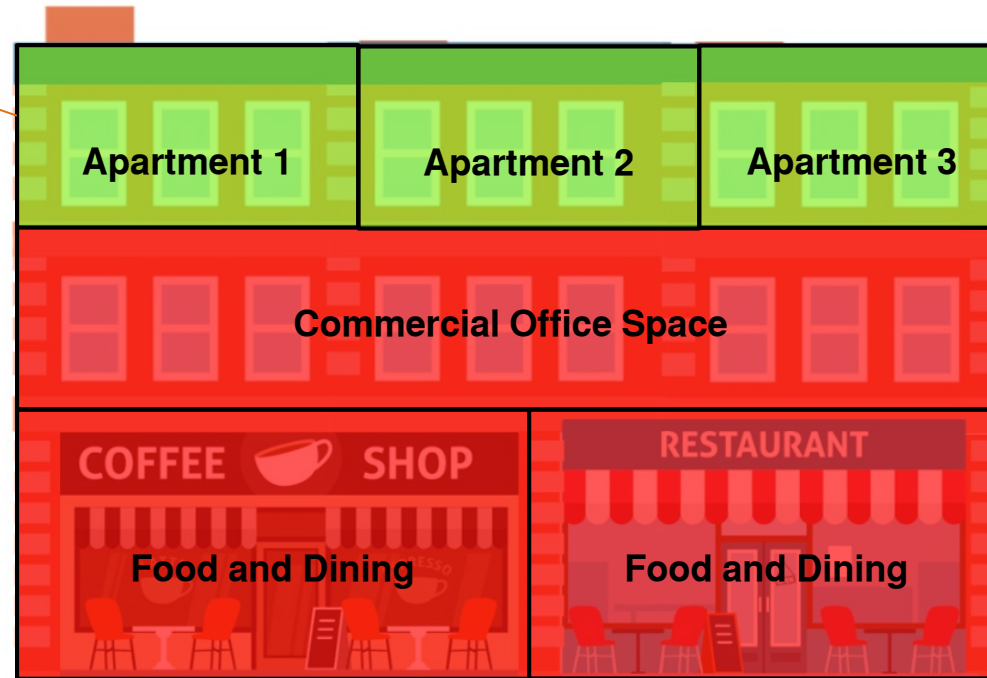 Apartment 1
Apartment 2
Apartment 3
Commercial Office Space
COFFEE SHOP
RESTAURANT
Food and Dining
Food and Dining